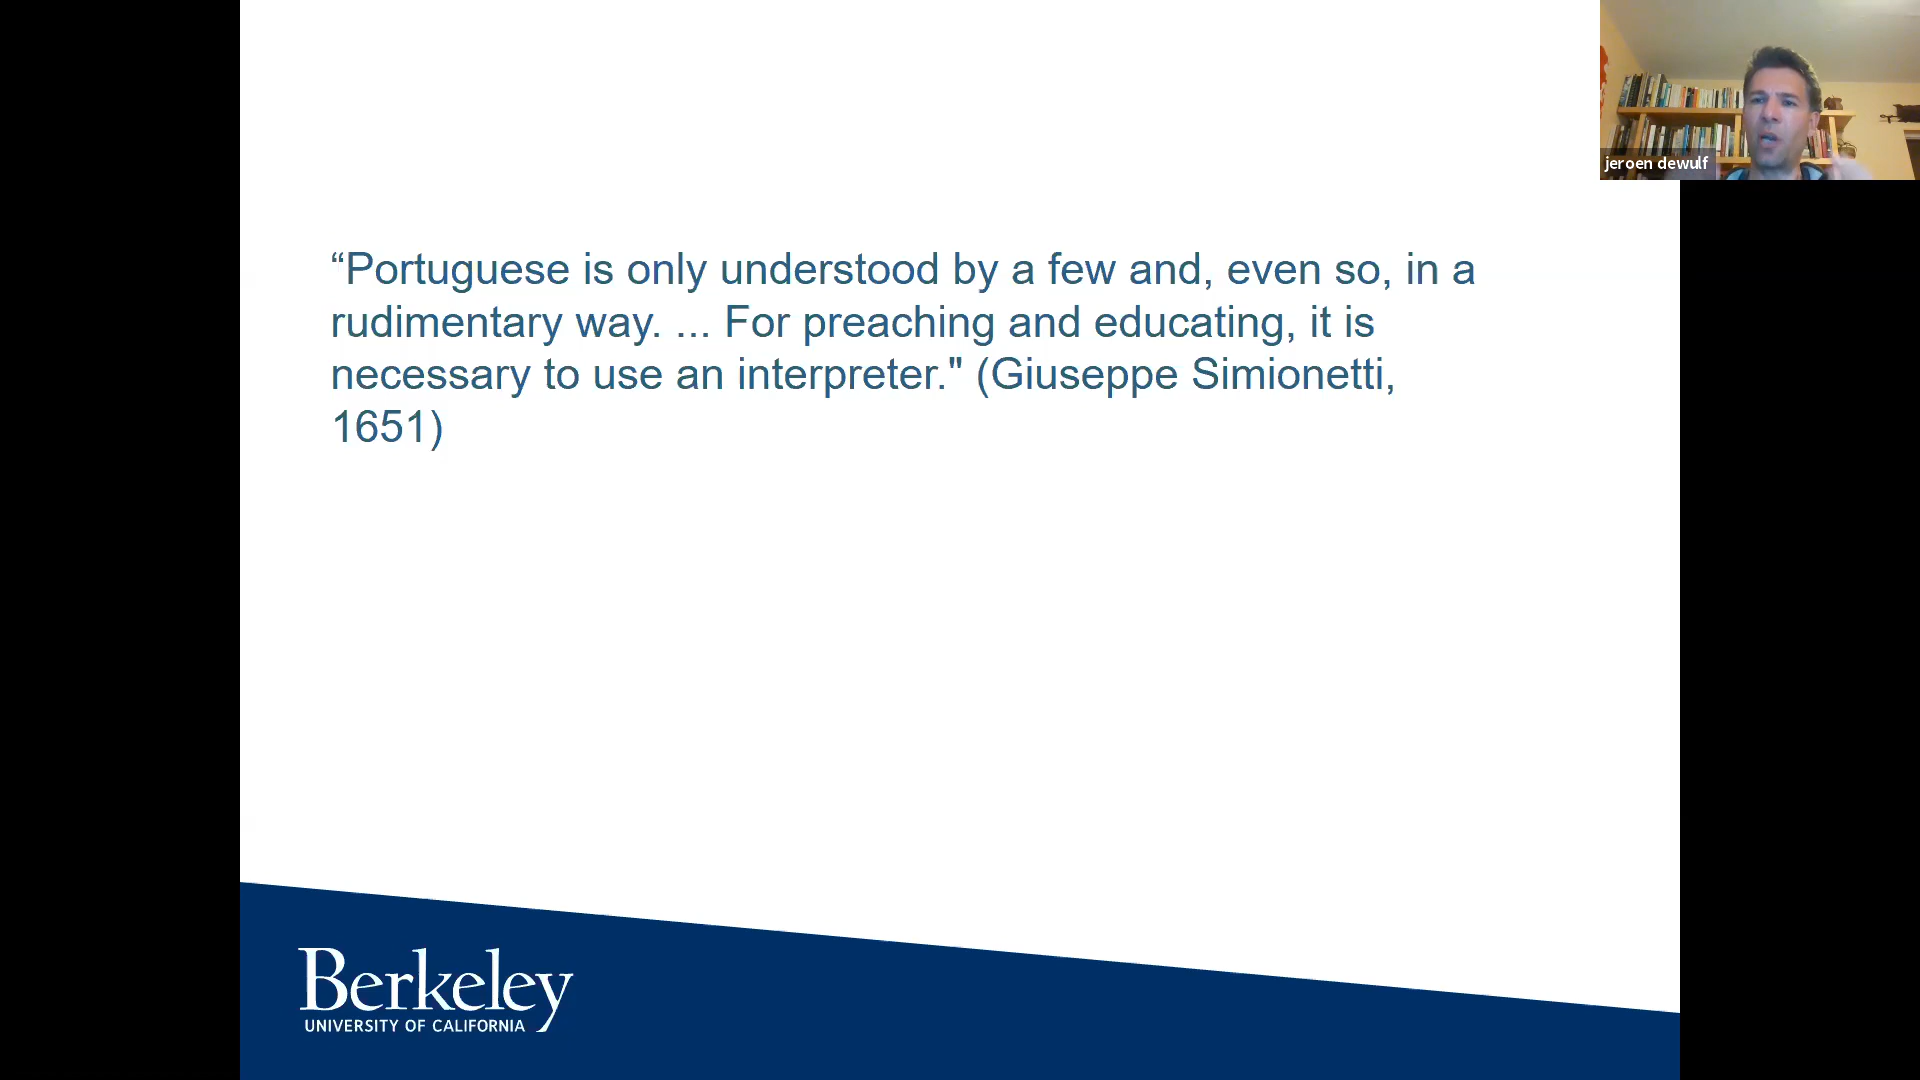 jeroen dewulf
“Portuguese is only understood by a few and, even so, in a
rudimentary way. ... For preaching and educating, it is
necessary to use an interpreter." (Giuseppe Simionetti,
1651)
Berkeley
UNIVERSITY OF CALIFORNIA